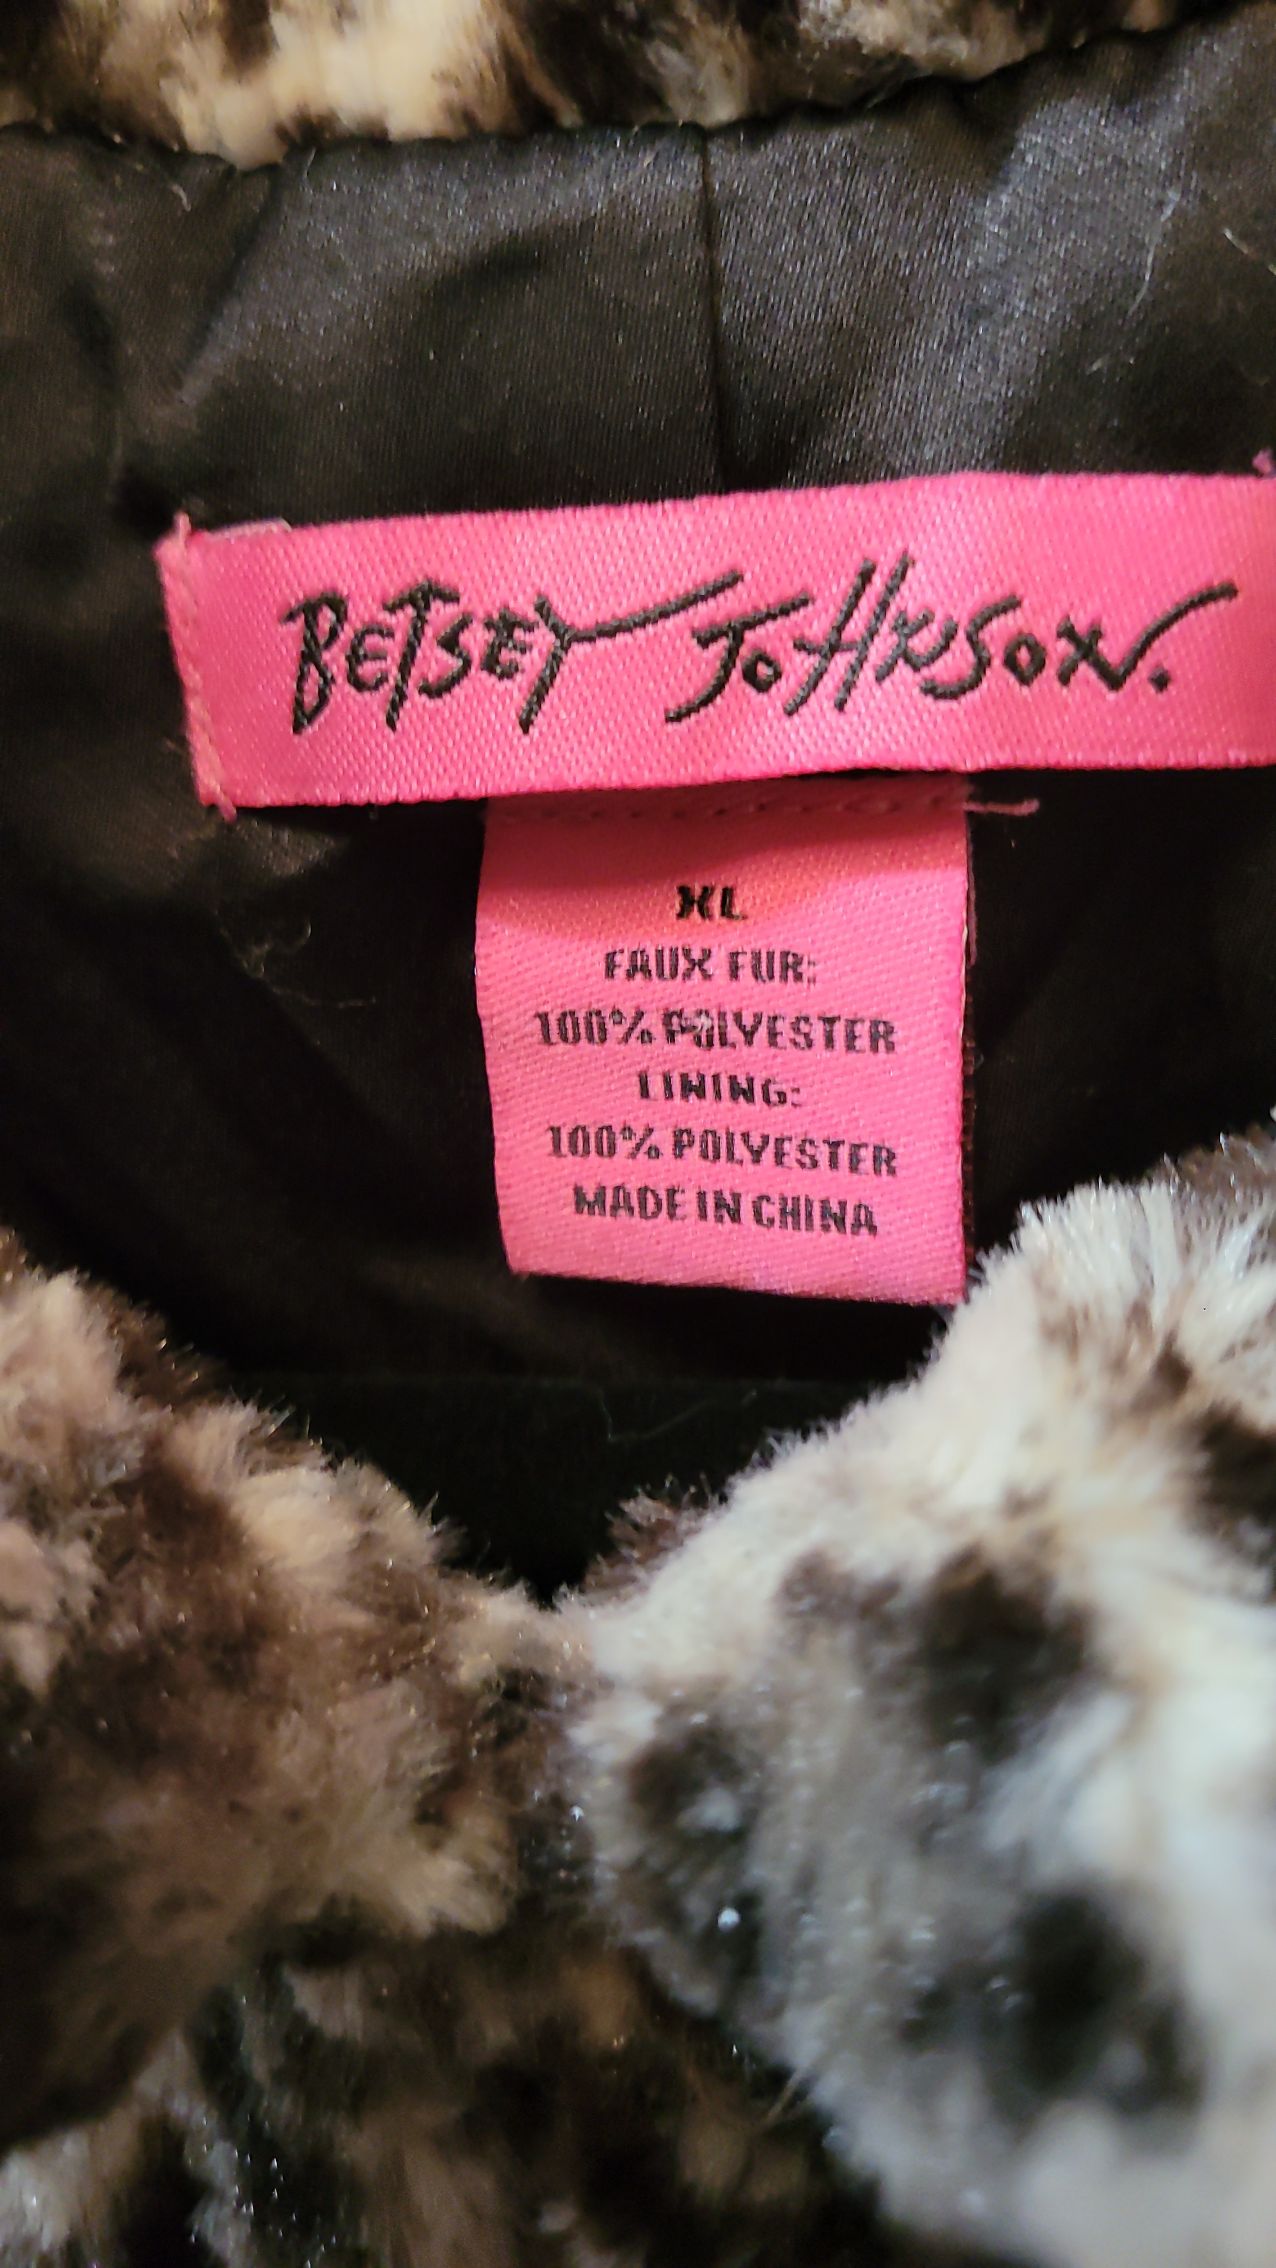 BETSEY JOHNSON.
XL
FAUX FUR:
100% POLYESTER
LINING:
100% POLYESTER
MADE IN CHINA